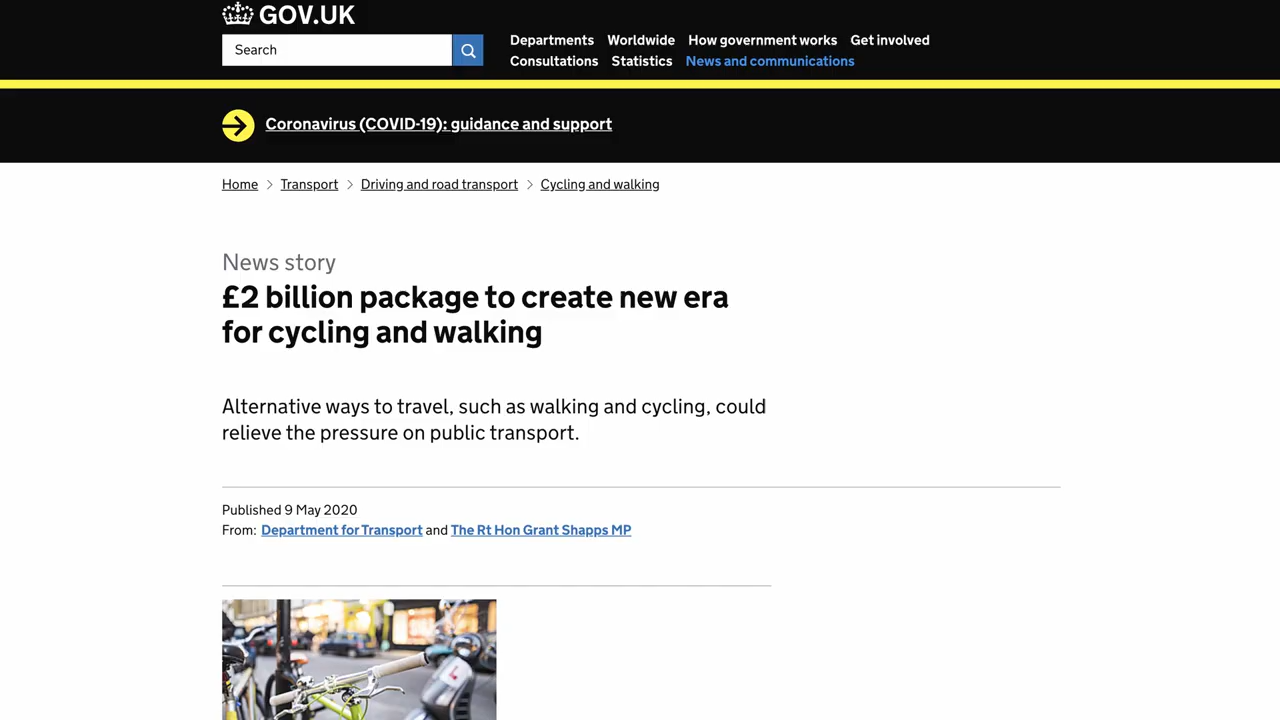 GOV.UK
Search
Departments Worldwide How government works Get involved
Consultations Statistics News and communications
Coronavirus (COVID-19): guidance and support
Home Transport Driving and road transport Cycling and walking
News story
£2 billion package to create new era
for cycling and walking
Alternative ways to travel, such as walking and cycling, could
relieve the pressure on public transport.
Published 9 May 2020
From: Department for Transport and The Rt Hon Grant Shapps MP
L